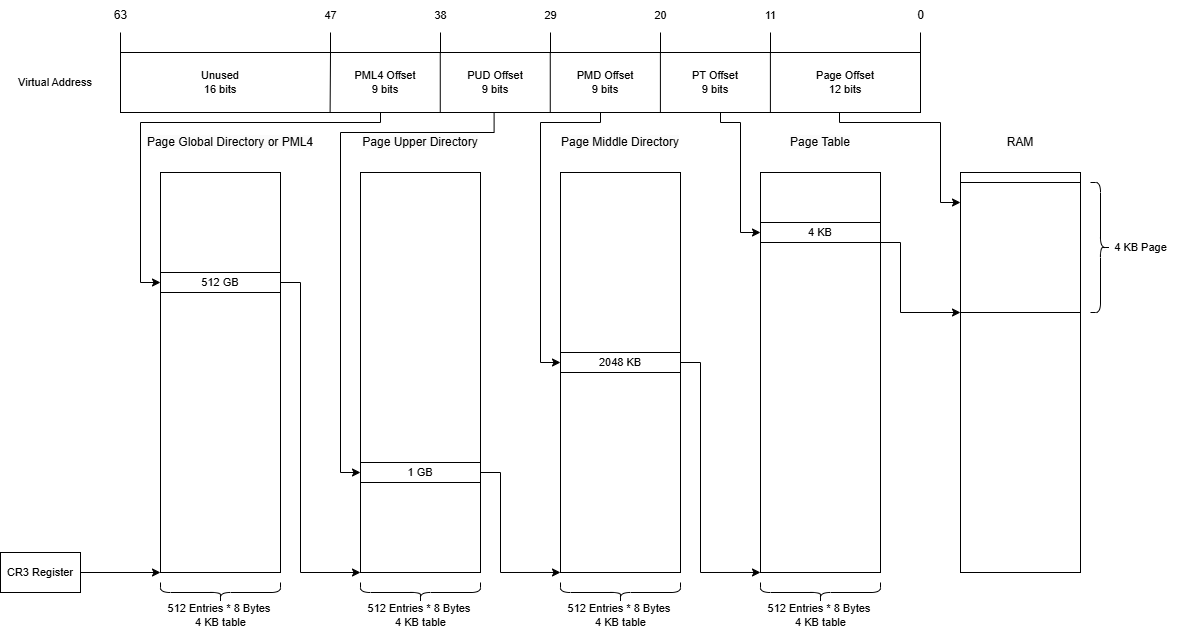 63
47
38
29
20
11
0
Virtual Address
Unused
16 bits
PML4 Offset
9 bits
PUD Offset
9 bits
PMD Offset
9 bits
PT Offset
9 bits
Page Offset
12 bits
Page Global Directory or PML4
Page Upper Directory
Page Middle Directory
Page Table
RAM
4 KB
4 KB Page
512 GB
2048 KB
1 GB
CR3 Register
512 Entries * 8 Bytes
4 KB table
512 Entries * 8 Bytes
4 KB table
512 Entries * 8 Bytes
4 KB table
512 Entries * 8 Bytes
4 KB table